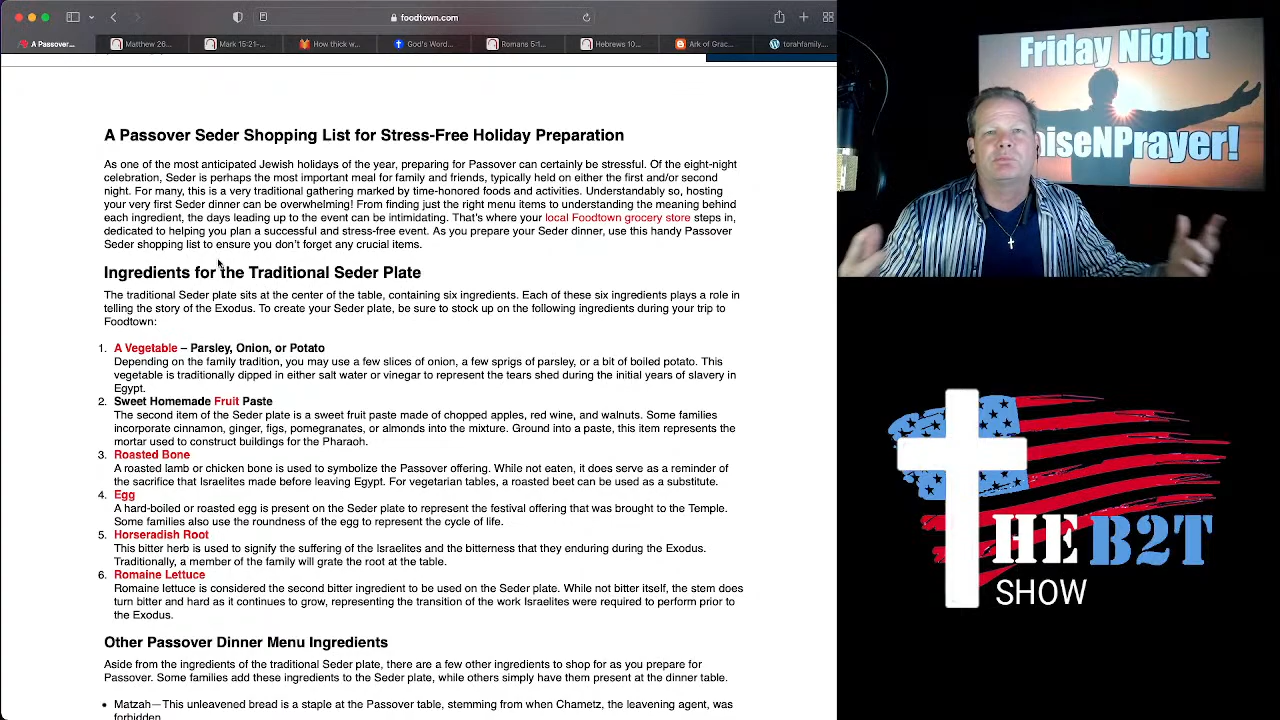 foodtown.com
A Passover...
Matthew 26...
Mark 15:21-...
How thick w...
God's Word...
Romans 5:1...
Hebrews 10...
Ark of Grac...
torahfamily....
A Passover Seder Shopping List for Stress-Free Holiday Preparation
As one of the most anticipated Jewish holidays of the year, preparing for Passover can certainly be stressful. Of the eight-night
celebration, Seder is perhaps the most important meal for family and friends, typically held on either the first and/or second
night. For many, this is a very traditional gathering marked by time-honored foods and activities. Understandably so, hosting
your very first Seder dinner can be overwhelming! From finding just the right menu items to understanding the meaning behind
each ingredient, the days leading up to the event can be intimidating. That's where your local Foodtown grocery store steps in,
dedicated to helping you plan a successful and stress-free event. As you prepare your Seder dinner, use this handy Passover
Seder shopping list to ensure you don't forget any crucial items.
Ingredients for the Traditional Seder Plate
The traditional Seder plate sits at the center of the table, containing six ingredients. Each of these six ingredients plays a role in
telling the story of the Exodus. To create your Seder plate, be sure to stock up on the following ingredients during your trip to
Foodtown:
1. A Vegetable – Parsley, Onion, or Potato
Depending on the family tradition, you may use a few slices of onion, a few sprigs of parsley, or a bit of boiled potato. This
vegetable is traditionally dipped in either salt water or vinegar to represent the tears shed during the initial years of slavery in
Egypt.
2. Sweet Homemade Fruit Paste
The second item of the Seder plate is a sweet fruit paste made of chopped apples, red wine, and walnuts. Some families
incorporate cinnamon, ginger, figs, pomegranates, or almonds into the mixture. Ground into a paste, this item represents the
mortar used to construct buildings for the Pharaoh.
3. Roasted Bone
A roasted lamb or chicken bone is used to symbolize the Passover offering. While not eaten, it does serve as a reminder of
the sacrifice that Israelites made before leaving Egypt. For vegetarian tables, a roasted beet can be used as a substitute.
4. Egg
A hard-boiled or roasted egg is present on the Seder plate to represent the festival offering that was brought to the Temple.
Some families also use the roundness of the egg to represent the cycle of life.
5. Horseradish Root
This bitter herb is used to signify the suffering of the Israelites and the bitterness that they enduring during the Exodus.
Traditionally, a member of the family will grate the root at the table.
6. Romaine Lettuce
Romaine lettuce is considered the second bitter ingredient to be used on the Seder plate. While not bitter itself, the stem does
turn bitter and hard as it continues to grow, representing the transition of the work Israelites were required to perform prior to
the Exodus.
Other Passover Dinner Menu Ingredients
Aside from the ingredients of the traditional Seder plate, there are a few other ingredients to shop for as you prepare for
Passover. Some families add these ingredients to the Seder plate, while others simply have them present at the dinner table.
• Matzah—This unleavened bread is a staple at the Passover table, stemming from when Chametz, the leavening agent, was
forbidden
Friday Night
aiseNPrayer!
HE B2T
SHOW